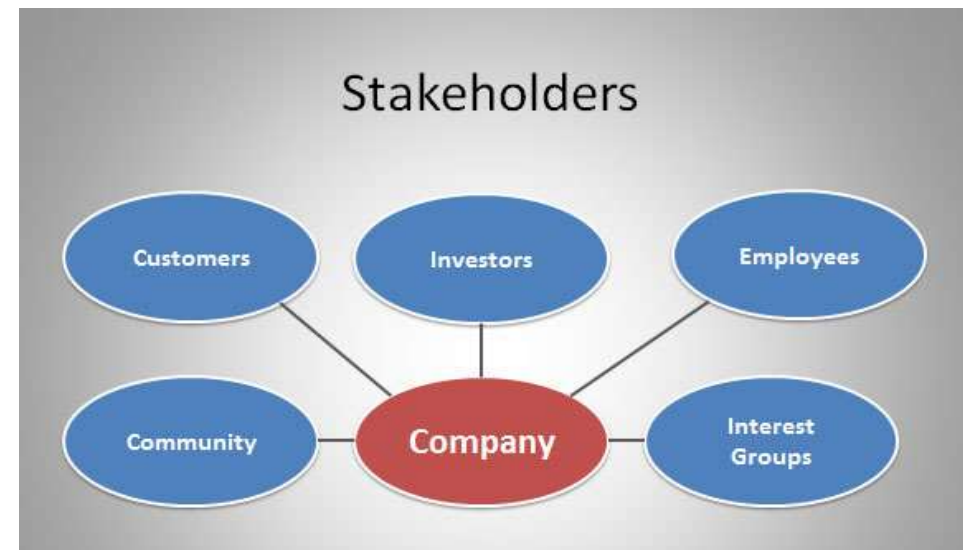 Stakeholders
Customers
Investors
Employees
Community
Company
Interest
Groups